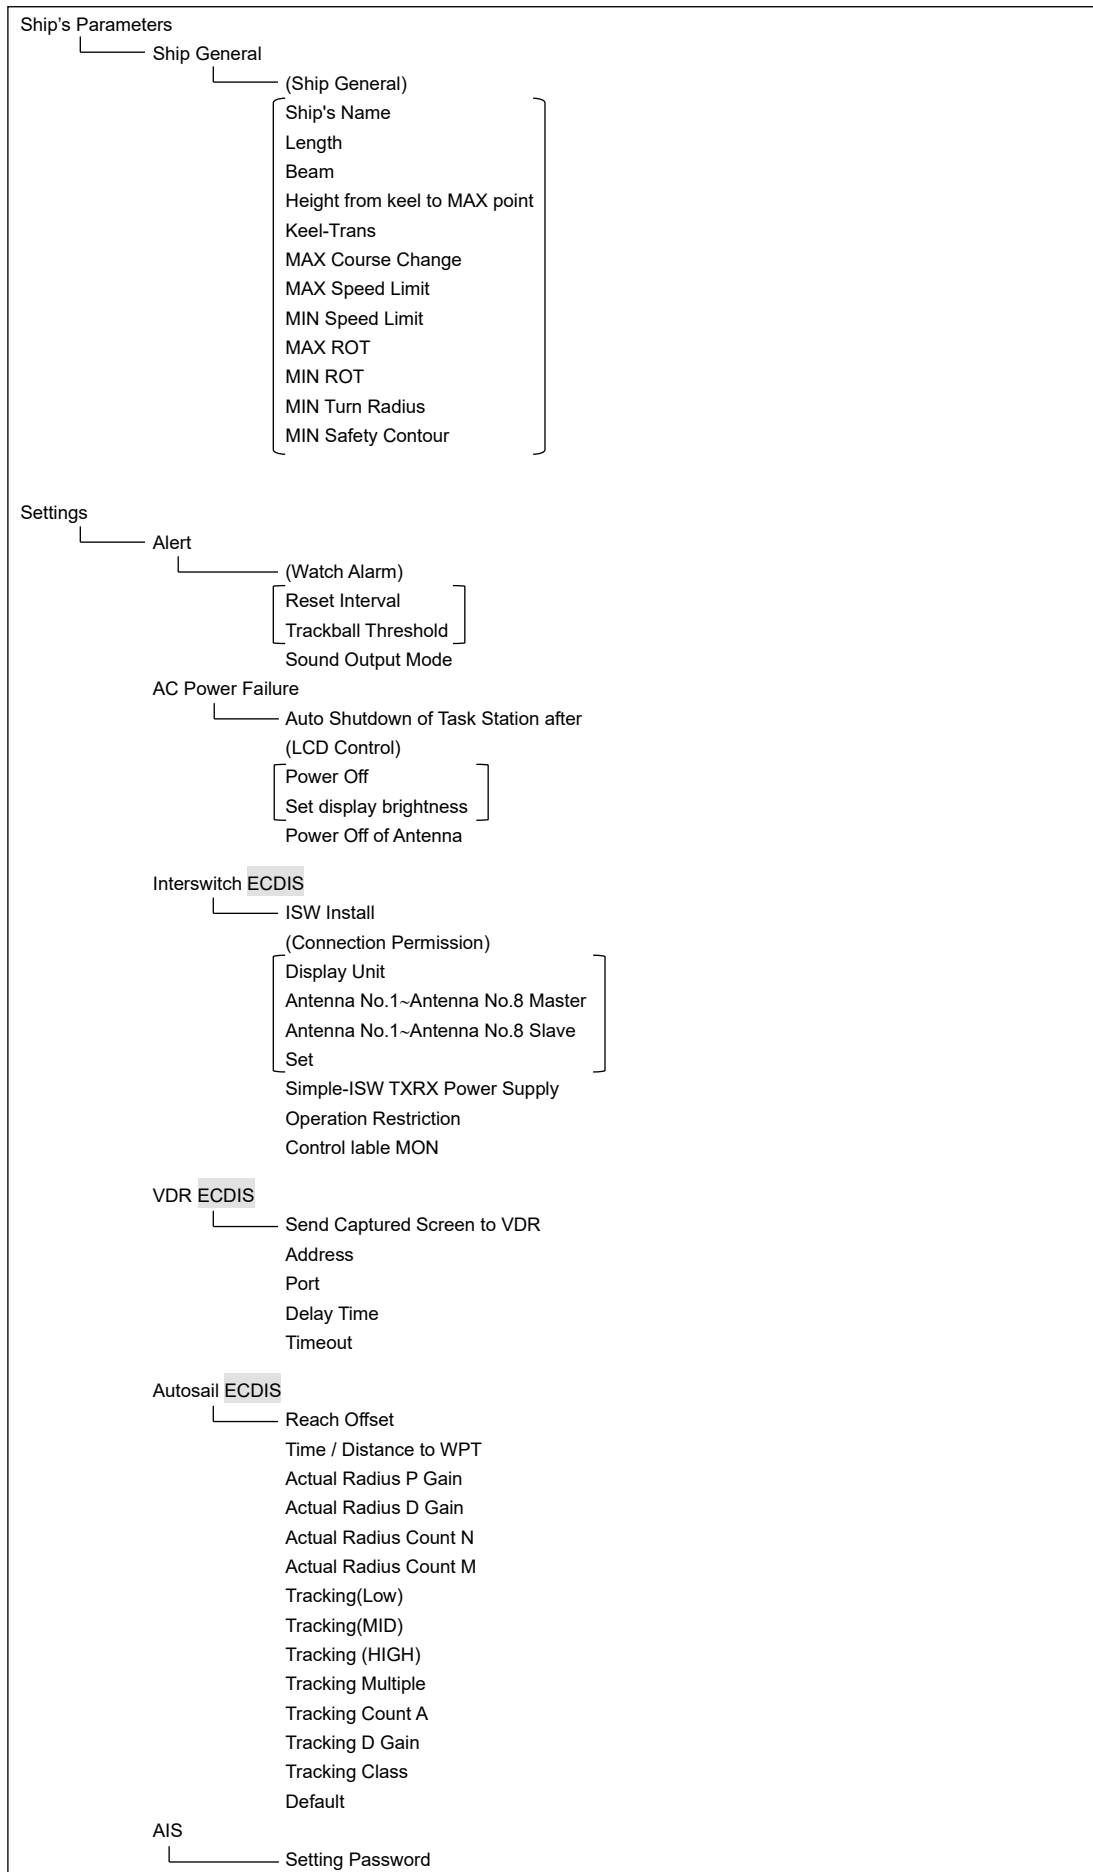 Ship's Parameters
Ship General
(Ship General)
Ship's Name
Length
Beam
Height from keel to MAX point
Keel-Trans
MAX Course Change
MAX Speed Limit
MIN Speed Limit
MAX ROT
MIN ROT
MIN Turn Radius
MIN Safety Contour
Settings
Alert
(Watch Alarm)
Reset Interval
Trackball Threshold
Sound Output Mode
AC Power Failure
Auto Shutdown of Task Station after
(LCD Control)
Power Off
Set display brightness
Power Off of Antenna
Interswitch ECDIS
ISW Install
(Connection Permission)
Display Unit
Antenna No.1~Antenna No.8 Master
Antenna No.1~Antenna No.8 Slave
Set
Simple-ISW TXRX Power Supply
Operation Restriction
Control lable MON
VDR ECDIS
Send Captured Screen to VDR
Address
Port
Delay Time
Timeout
Autosail ECDIS
Reach Offset
Time / Distance to WPT
Actual Radius P Gain
Actual Radius D Gain
Actual Radius Count N
Actual Radius Count M
Tracking(Low)
Tracking(MID)
Tracking (HIGH)
Tracking Multiple
Tracking Count A
Tracking D Gain
Tracking Class
Default
AIS
Setting Password